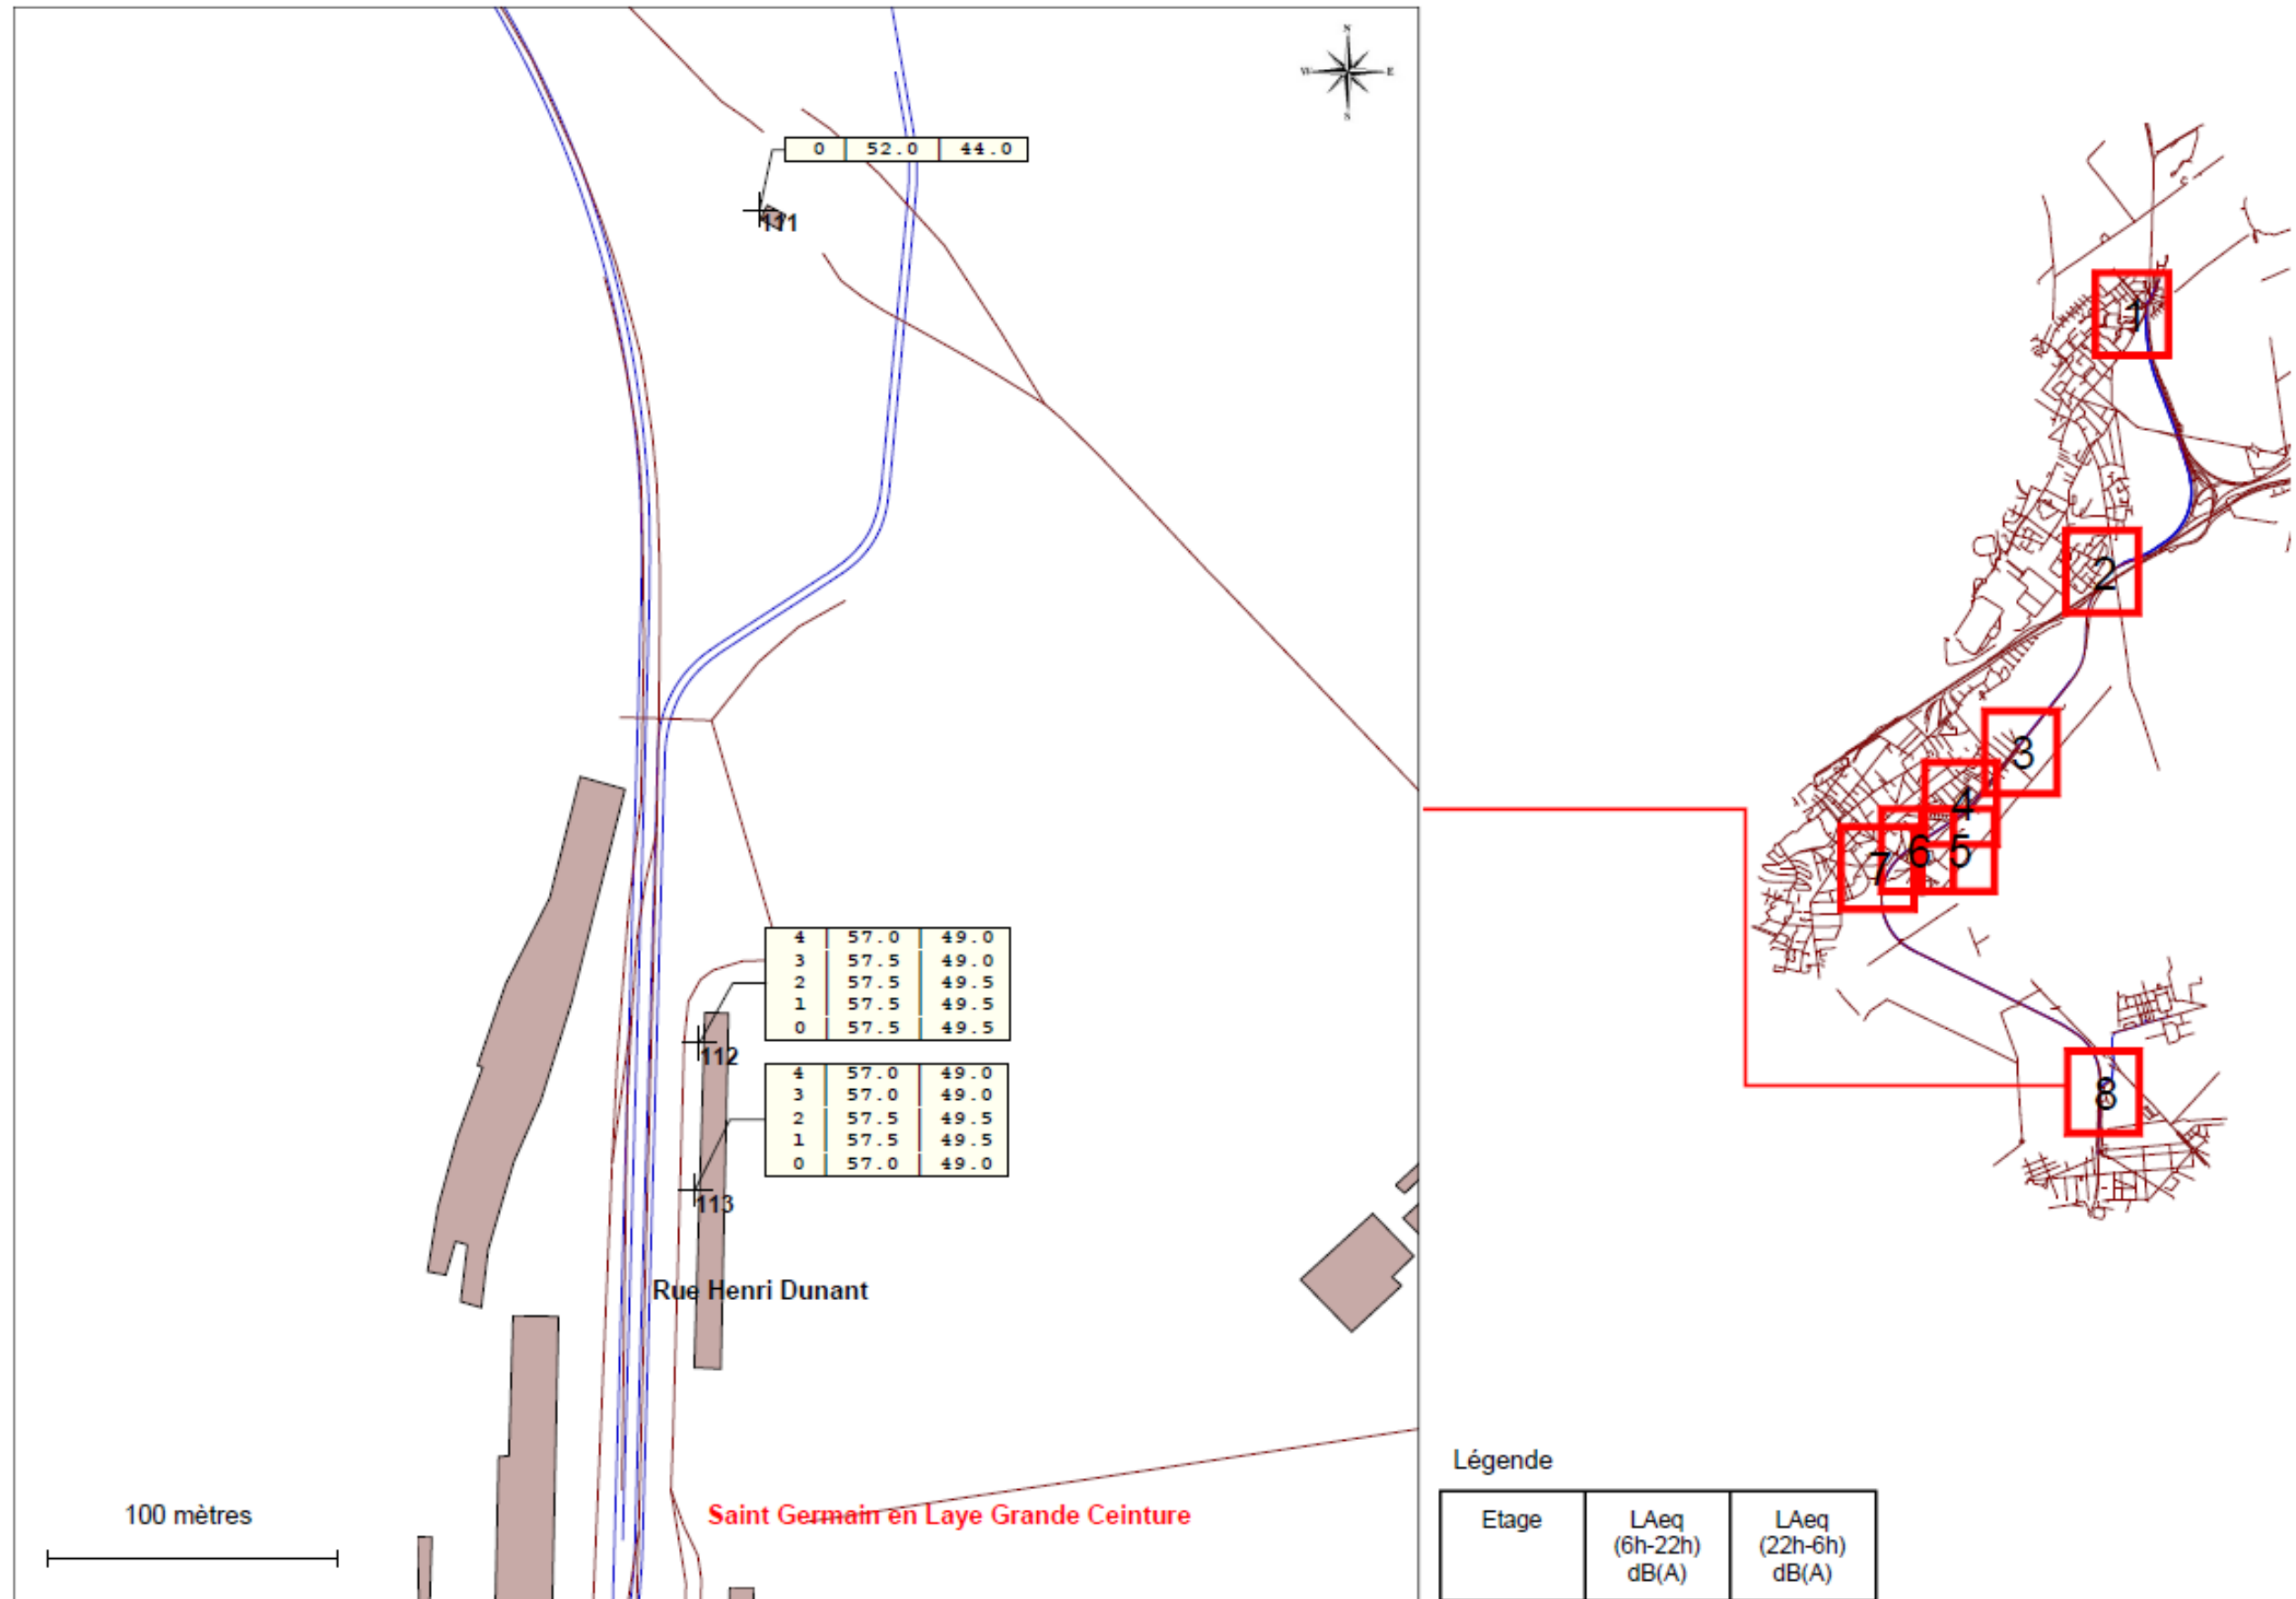 N
W E
S
0 52.0 44.0
111
4 57.0 49.0
3 57.5 49.0
2 57.5 49.5
1 57.5 49.5
0 57.5 49.5
112
4 57.0 49.0
3 57.0 49.0
2 57.5 49.5
1 57.5 49.5
0 57.0 49.0
113
Rue Henri Dunant
100 mètres
Saint Germain en Laye Grande Ceinture
1
2
3
4
5
6
7
8
Légende
Etage
LAeq
(6h-22h)
dB(A)
LAeq
(22h-6h)
dB(A)